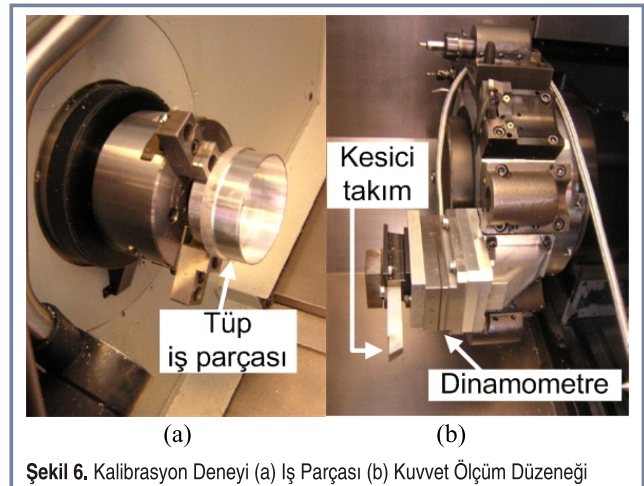 Tüp
iş parçası
Kesici
takım
Dinamometre
(a)
(b)
Şekil 6. Kalibrasyon Deneyi (a) Iş Parçası (b) Kuvvet Ölçüm Düzeneği